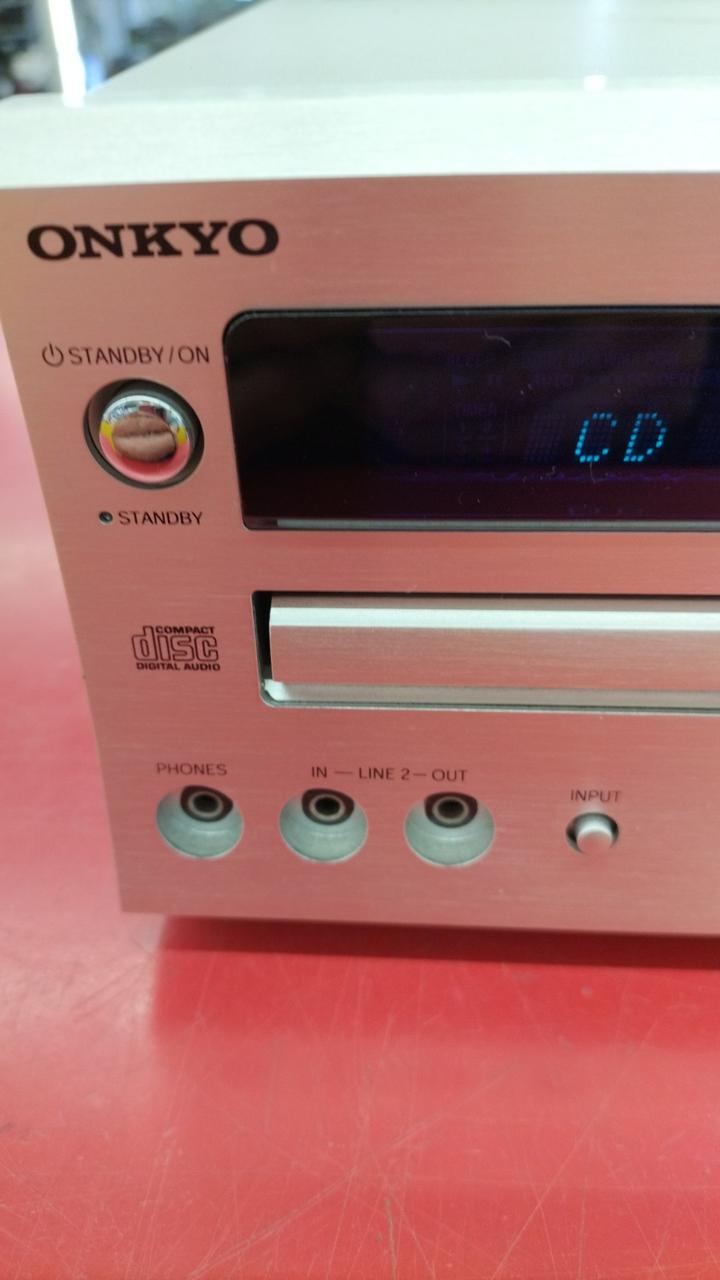 ONKYO
STANDBY/ON
CD
STANDBY
COMPACT
disc
DIGITAL AUDIO
PHONES
IN — LINE 2 — OUT
INPUT